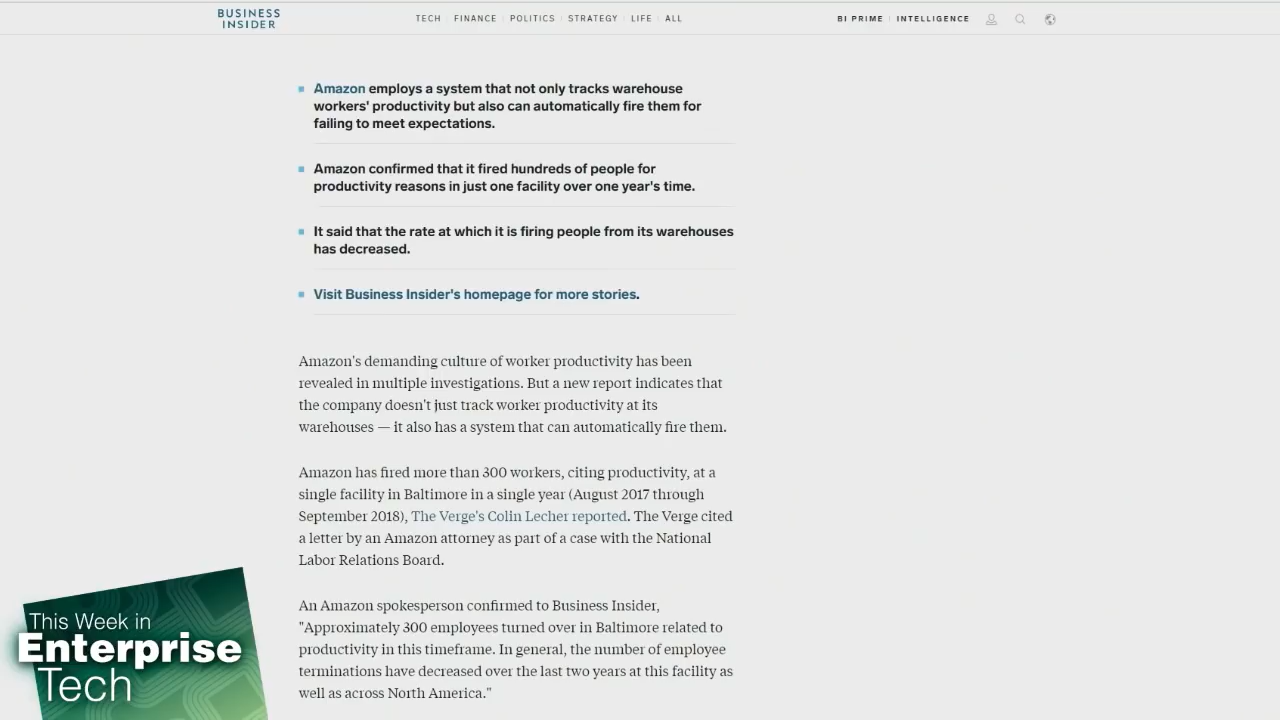 BUSINESS
INSIDER
TECH FINANCE POLITICS STRATEGY LIFE ALL
BI PRIME INTELLIGENCE
Amazon employs a system that not only tracks warehouse
workers' productivity but also can automatically fire them for
failing to meet expectations.
Amazon confirmed that it fired hundreds of people for
productivity reasons in just one facility over one year's time.
It said that the rate at which it is firing people from its warehouses
has decreased.
Visit Business Insider's homepage for more stories.
Amazon's demanding culture of worker productivity has been
revealed in multiple investigations. But a new report indicates that
the company doesn't just track worker productivity at its
warehouses — it also has a system that can automatically fire them.
Amazon has fired more than 300 workers, citing productivity, at a
single facility in Baltimore in a single year (August 2017 through
September 2018), The Verge's Colin Lecher reported. The Verge cited
a letter by an Amazon attorney as part of a case with the National
Labor Relations Board.
An Amazon spokesperson confirmed to Business Insider,
"Approximately 300 employees turned over in Baltimore related to
productivity in this timeframe. In general, the number of employee
terminations have decreased over the last two years at this facility as
well as across North America."
This Week in
Enterprise
Tech